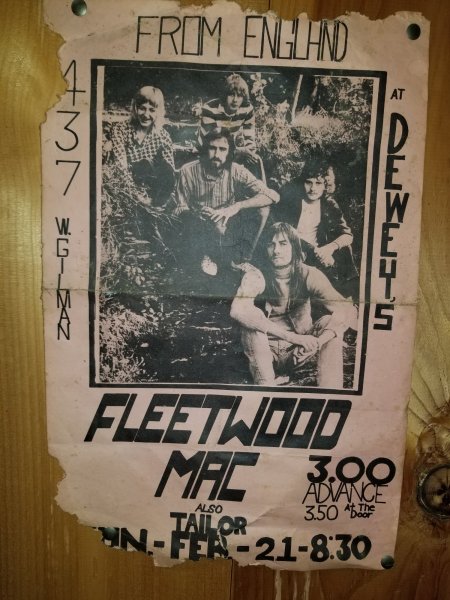 FROM ENGLAND
437 W. GILMAN
AT DEWEY'S
FLEETWOOD
MAC
3.00
ADVANCE
3.50 At The Door
ALSO
TAILOR
UN.-FEB.-21-8:30